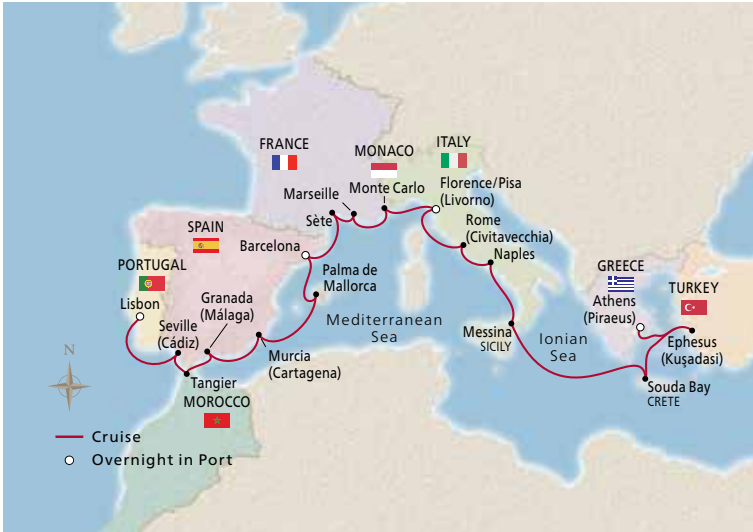 FRANCE
MONACO
ITALY
Marseille
Monte Carlo
Florence/Pisa
(Livorno)
Sète
SPAIN
Rome
(Civitavecchia)
Barcelona
Naples
PORTUGAL
Palma de
Mallorca
GREECE
Lisbon
Granada
(Málaga)
Athens
(Piraeus)
TURKEY
Seville
(Cádiz)
Mediterranean
Sea
Messina
SICILY
Ionian
Sea
Ephesus
(Kuşadasi)
N
Murcia
(Cartagena)
Tangier
MOROCCO
Souda Bay
CRETE
Cruise
Overnight in Port